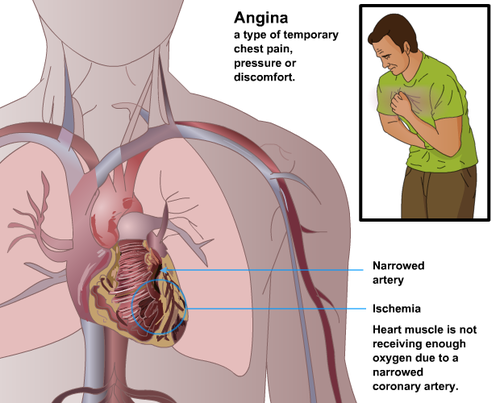 Angina
a type of temporary
chest pain,
pressure or
discomfort.
Narrowed
artery
Ischemia
Heart muscle is not
receiving enough
oxygen due to a
narrowed
coronary artery.